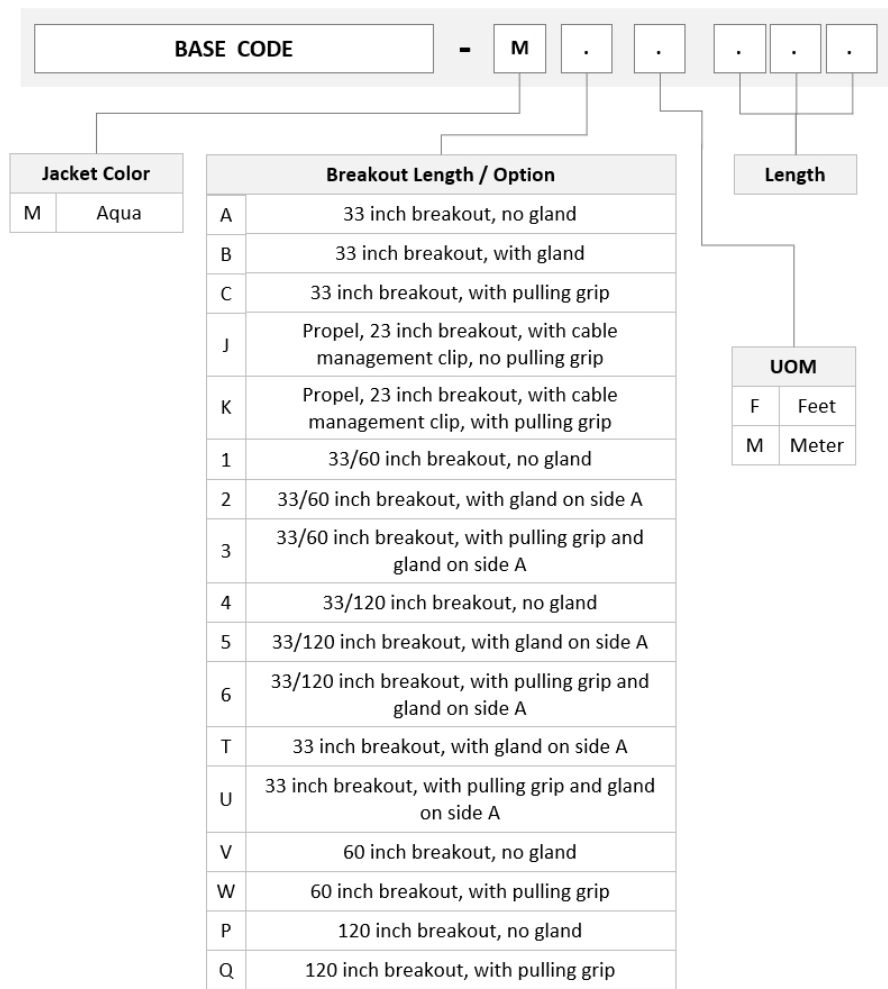 BASE CODE - M . . . . .
Jacket Color
M Aqua
Breakout Length / Option
A 33 inch breakout, no gland
B 33 inch breakout, with gland
C 33 inch breakout, with pulling grip
J Propel, 23 inch breakout, with cable
management clip, no pulling grip
K Propel, 23 inch breakout, with cable
management clip, with pulling grip
1 33/60 inch breakout, no gland
2 33/60 inch breakout, with gland on side A
3 33/60 inch breakout, with pulling grip and
gland on side A
4 33/120 inch breakout, no gland
5 33/120 inch breakout, with gland on side A
6 33/120 inch breakout, with pulling grip and
gland on side A
T 33 inch breakout, with gland on side A
U 33 inch breakout, with pulling grip and gland
on side A
V 60 inch breakout, no gland
W 60 inch breakout, with pulling grip
P 120 inch breakout, no gland
Q 120 inch breakout, with pulling grip
Length
UOM
F Feet
M Meter